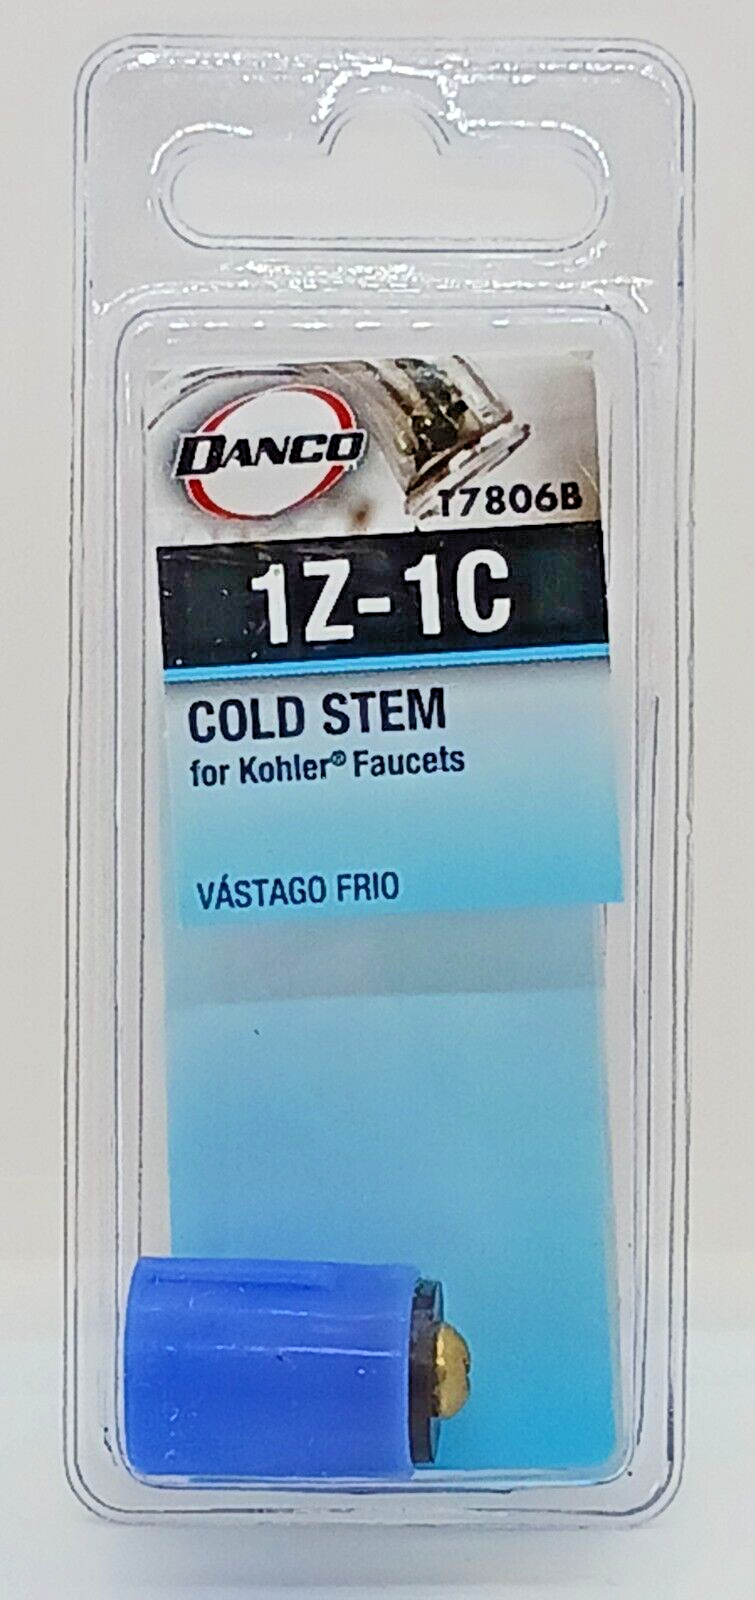 DANCO
17806B
1Z-1C
COLD STEM
for Kohler® Faucets
VÁSTAGO FRIO